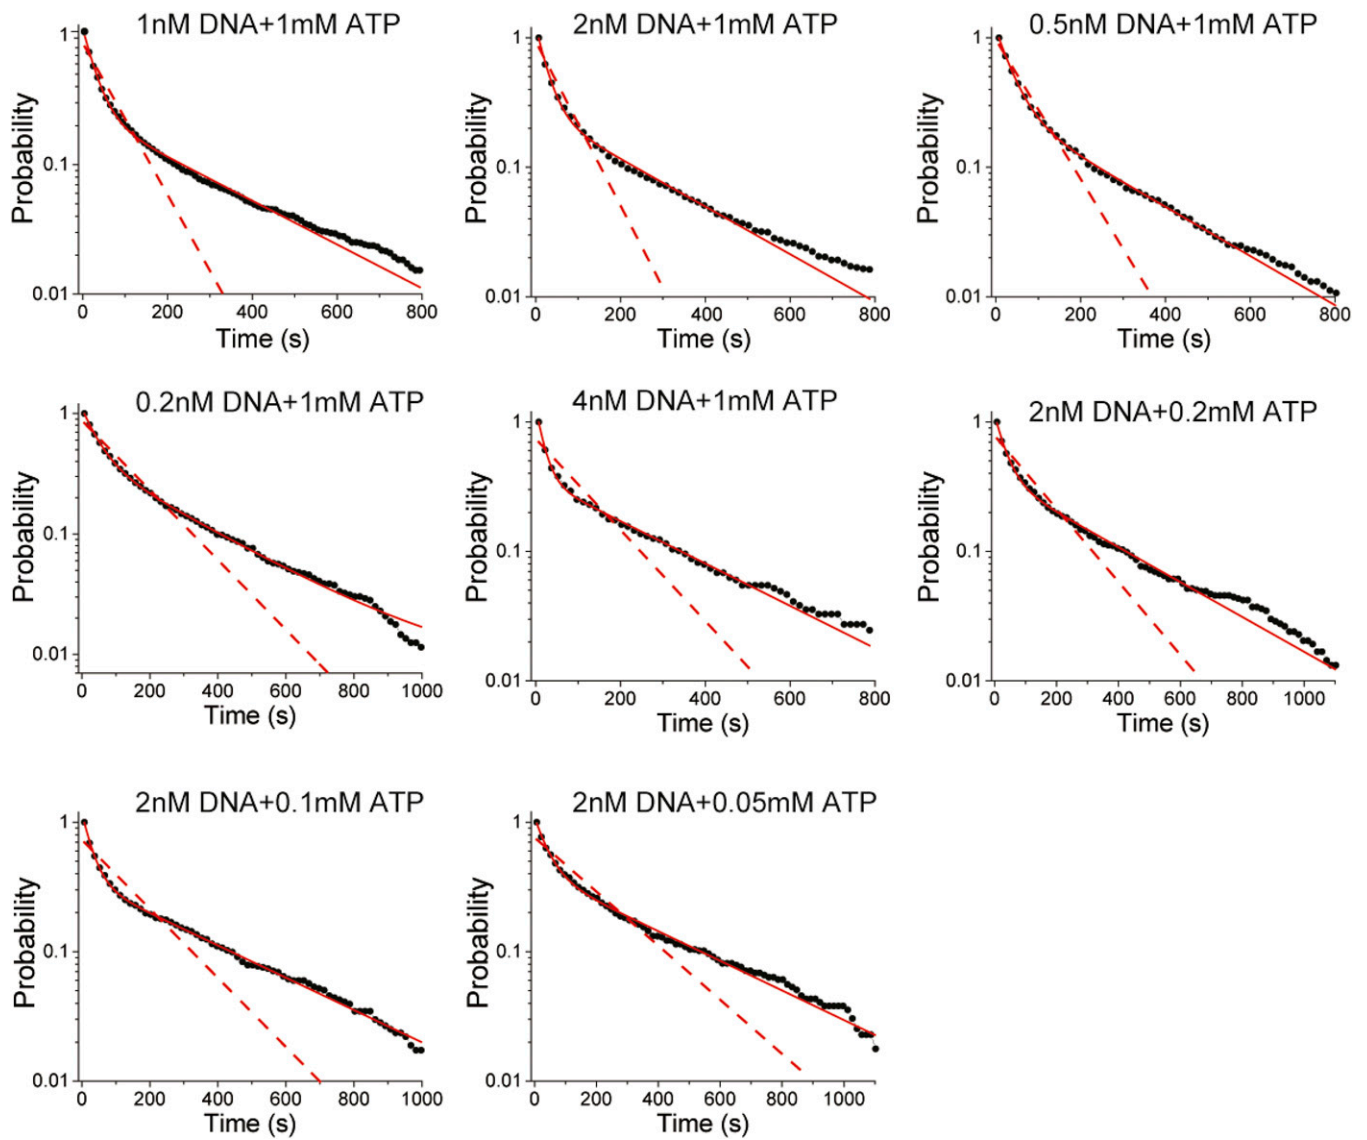 1nM DNA+1mM ATP
Probability
1
0.1
0.01
0 200 400 600 800
Time (s)
2nM DNA+1mM ATP
Probability
1
0.1
0.01
0 200 400 600 800
Time (s)
0.5nM DNA+1mM ATP
Probability
1
0.1
0.01
0 200 400 600 800
Time (s)
0.2nM DNA+1mM ATP
Probability
1
0.1
0.01
0 200 400 600 800 1000
Time (s)
4nM DNA+1mM ATP
Probability
1
0.1
0.01
0 200 400 600 800
Time (s)
2nM DNA+0.2mM ATP
Probability
1
0.1
0.01
0 200 400 600 800 1000
Time (s)
2nM DNA+0.1mM ATP
Probability
1
0.1
0.01
0 200 400 600 800 1000
Time (s)
2nM DNA+0.05mM ATP
Probability
1
0.1
0.01
0 200 400 600 800 1000
Time (s)